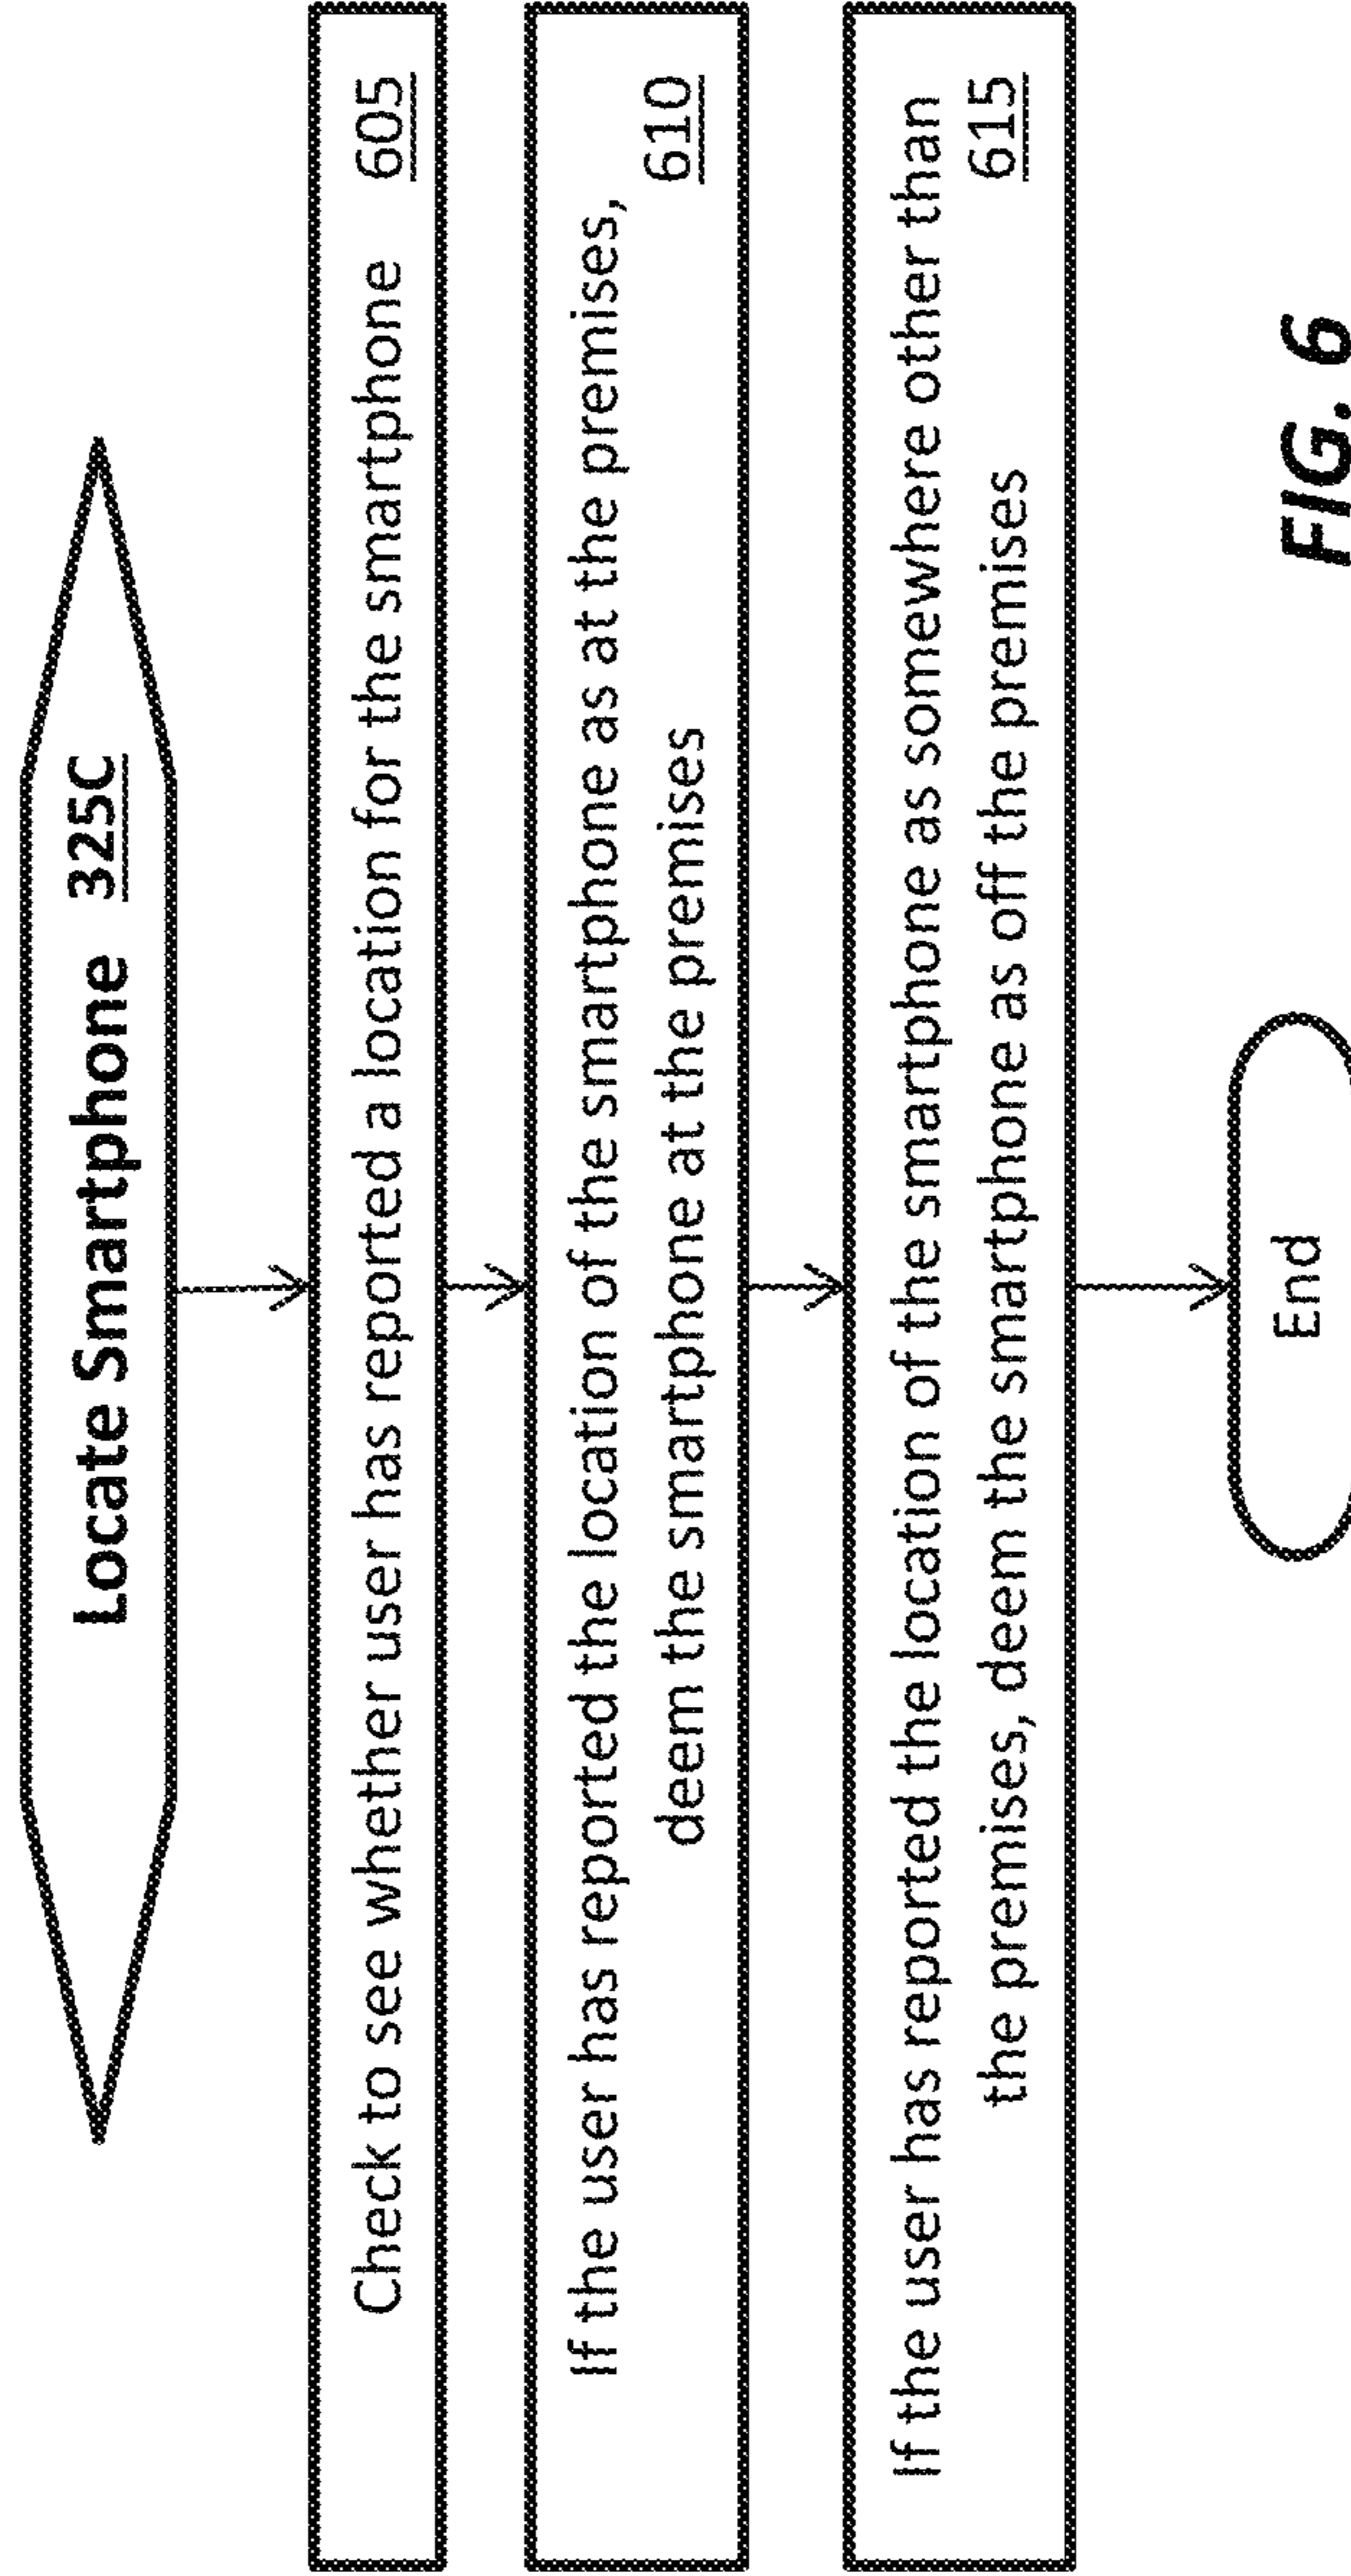 Locate Smartphone 325C
Check to see whether user has reported a location for the smartphone 605
If the user has reported the location of the smartphone as at the premises,
deem the smartphone at the premises 610
If the user has reported the location of the smartphone as somewhere other than
the premises, deem the smartphone as off the premises 615
End
FIG. 6